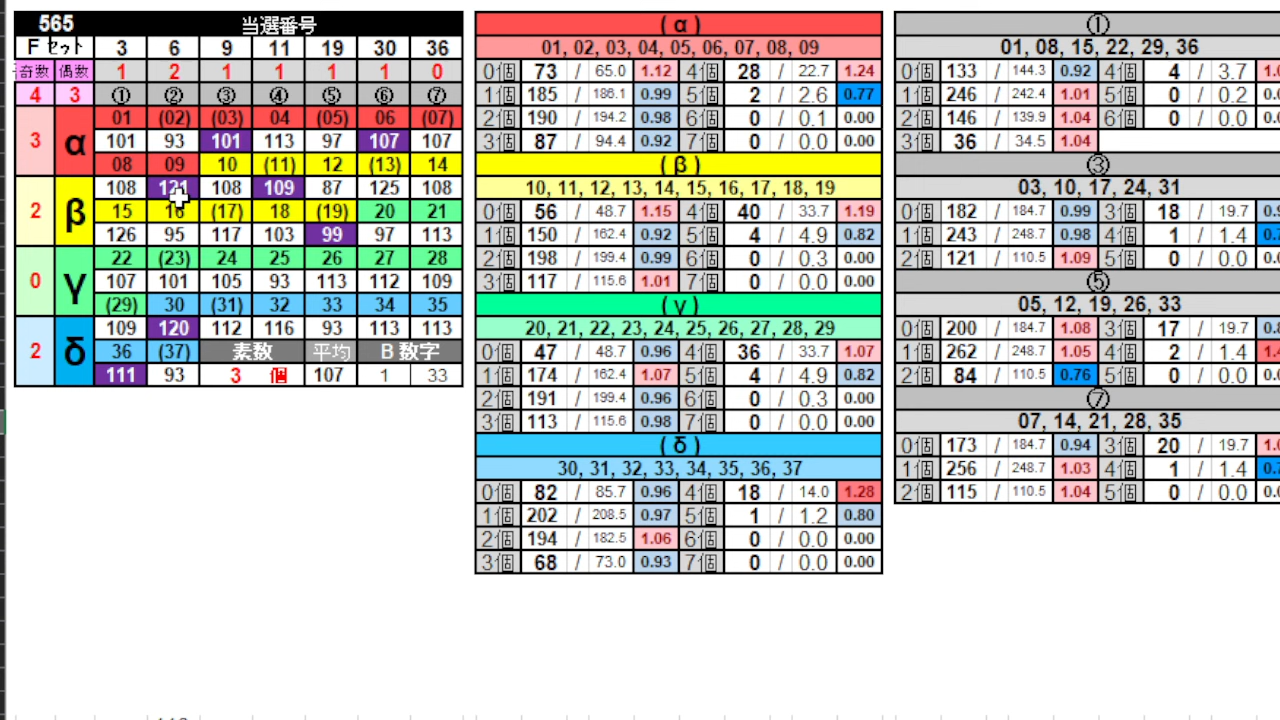 565 当選番号
F セット 3 6 9 11 19 30 36
奇数 偶数 1 2 1 1 1 1 0
4 3 ① ② ③ ④ ⑤ ⑥ ⑦
3 α 01 (02) (03) 04 (05) 06 (07)
101 93 101 113 97 107 107
08 09 10 (11) 12 (13) 14
2 β 108 121 108 109 87 125 108
15 16 (17) 18 (19) 20 21
126 95 117 103 99 97 113
0 γ 22 (23) 24 25 26 27 28
107 101 105 93 113 112 109
(29) 30 (31) 32 33 34 35
2 δ 109 120 112 116 93 113 113
36 (37) 素数 平均 B 数字
111 93 3 個 107 1 33
( α )
01, 02, 03, 04, 05, 06, 07, 08, 09
0個 73 / 65.0 1.12 4個 28 / 22.7 1.24
1個 185 / 186.1 0.99 5個 2 / 2.6 0.77
2個 190 / 194.2 0.98 6個 0 / 0.1 0.00
3個 87 / 94.4 0.92 7個 0 / 0.0 0.00
( β )
10, 11, 12, 13, 14, 15, 16, 17, 18, 19
0個 56 / 48.7 1.15 4個 40 / 33.7 1.19
1個 150 / 162.4 0.92 5個 4 / 4.9 0.82
2個 198 / 199.4 0.99 6個 0 / 0.3 0.00
3個 117 / 115.6 1.01 7個 0 / 0.0 0.00
( γ )
20, 21, 22, 23, 24, 25, 26, 27, 28, 29
0個 47 / 48.7 0.96 4個 36 / 33.7 1.07
1個 174 / 162.4 1.07 5個 4 / 4.9 0.82
2個 191 / 199.4 0.96 6個 0 / 0.3 0.00
3個 113 / 115.6 0.98 7個 0 / 0.0 0.00
( δ )
30, 31, 32, 33, 34, 35, 36, 37
0個 82 / 85.7 0.96 4個 18 / 14.0 1.28
1個 202 / 208.5 0.97 5個 1 / 1.2 0.80
2個 194 / 182.5 1.06 6個 0 / 0.0 0.00
3個 68 / 73.0 0.93 7個 0 / 0.0 0.00
①
01, 08, 15, 22, 29, 36
0個 133 / 144.3 0.92 4個 4 / 3.7
1個 246 / 242.4 1.01 5個 0 / 0.2
2個 146 / 139.9 1.04 6個 0 / 0.0
3個 36 / 34.5 1.04
③
03, 10, 17, 24, 31
0個 182 / 184.7 0.99 3個 18 / 19.7
1個 243 / 248.7 0.98 4個 1 / 1.4
2個 121 / 110.5 1.09 5個 0 / 0.0
⑤
05, 12, 19, 26, 33
0個 200 / 184.7 1.08 3個 17 / 19.7
1個 262 / 248.7 1.05 4個 2 / 1.4
2個 84 / 110.5 0.76 5個 0 / 0.0
⑦
07, 14, 21, 28, 35
0個 173 / 184.7 0.94 3個 20 / 19.7
1個 256 / 248.7 1.03 4個 1 / 1.4
2個 115 / 110.5 1.04 5個 0 / 0.0